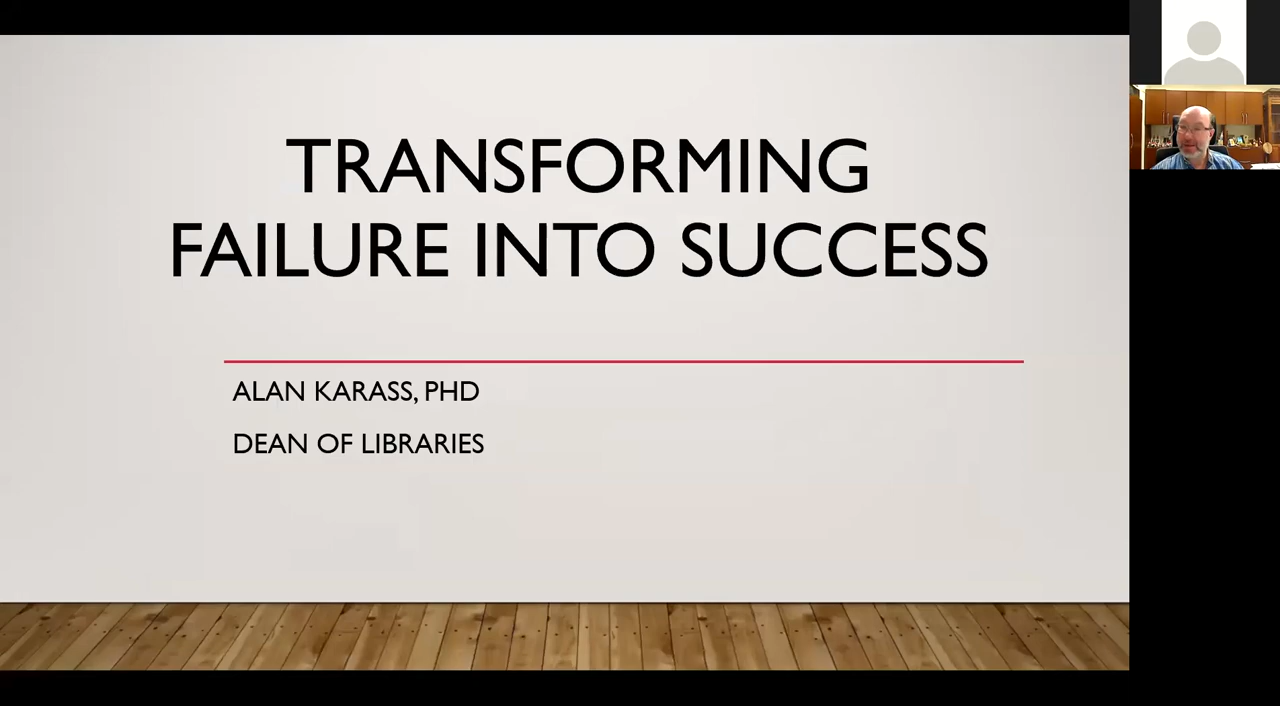 TRANSFORMING
FAILURE INTO SUCCESS
ALAN KARASS, PHD
DEAN OF LIBRARIES